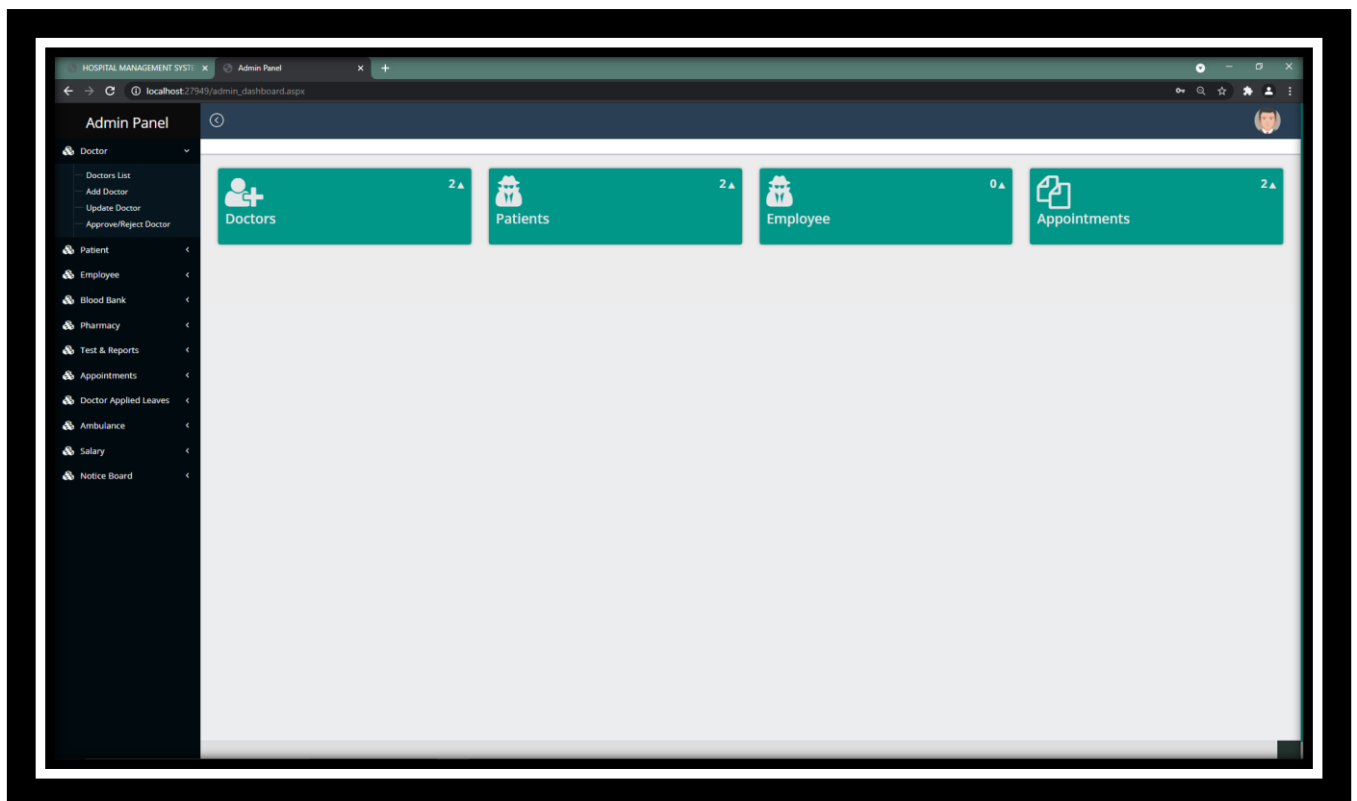 HOSPITAL MANAGEMENT SYSTE
Admin Panel
localhost:27949/admin_dashboard.aspx
Admin Panel
Doctor
Doctors List
Add Doctor
Update Doctor
Approve/Reject Doctor
Patient
Employee
Blood Bank
Pharmacy
Test & Reports
Appointments
Doctor Applied Leaves
Ambulance
Salary
Notice Board
2
Doctors
2
Patients
0
Employee
2
Appointments